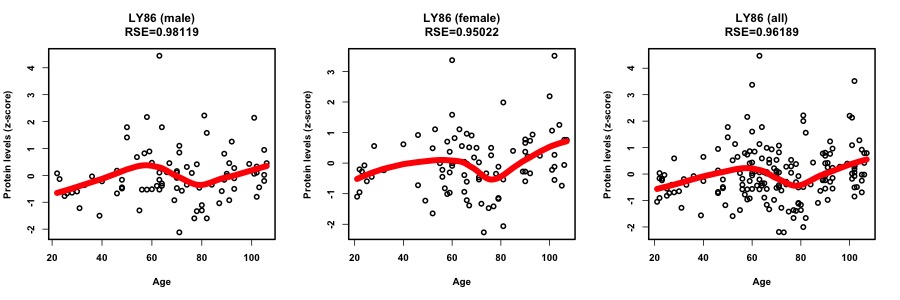 LY86 (male)
RSE=0.98119
Protein levels (z-score)
4
3
2
1
0
-1
-2
20
40
60
80
100
Age
LY86 (female)
RSE=0.95022
Protein levels (z-score)
3
2
1
0
-1
-2
20
40
60
80
100
Age
LY86 (all)
RSE=0.96189
Protein levels (z-score)
4
3
2
1
0
-1
-2
20
40
60
80
100
Age